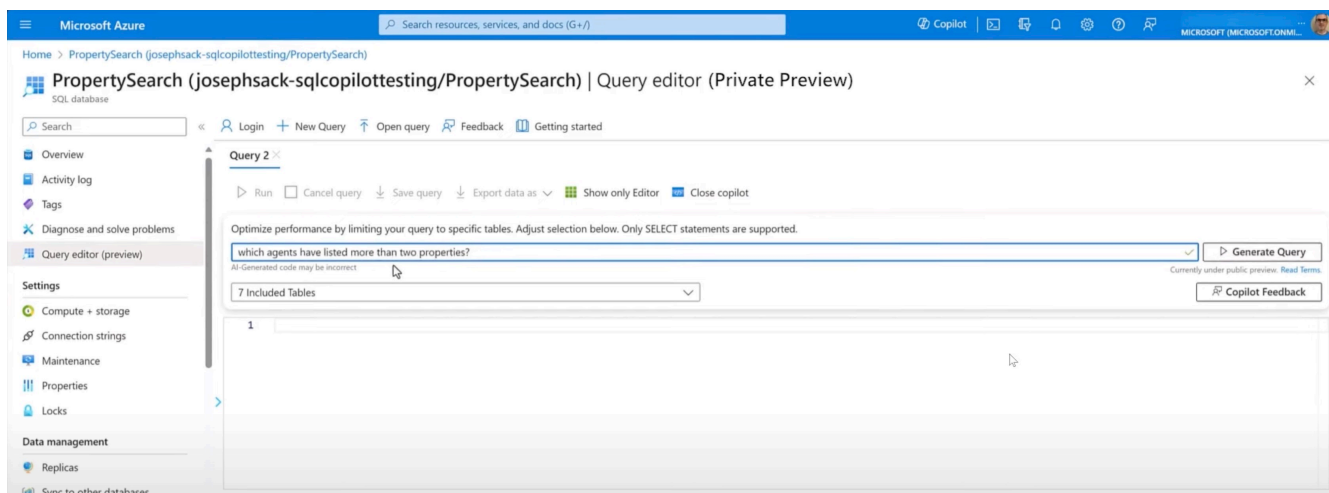 Microsoft Azure
Search resources, services, and docs (G+/)
Copilot
MICROSOFT (MICROSOFT.ONMI...
Home > PropertySearch (josephsack-sqlcopilottesting/PropertySearch)
PropertySearch (josephsack-sqlcopilottesting/PropertySearch) | Query editor (Private Preview)
SQL database
Search
Login
New Query
Open query
Feedback
Getting started
Overview
Activity log
Tags
Diagnose and solve problems
Query editor (preview)
Settings
Compute + storage
Connection strings
Maintenance
Properties
Locks
Data management
Replicas
Sync to other databases
Query 2
Run
Cancel query
Save query
Export data as
Show only Editor
Close copilot
Optimize performance by limiting your query to specific tables. Adjust selection below. Only SELECT statements are supported.
which agents have listed more than two properties?
Generate Query
AI-Generated code may be incorrect
Currently under public preview. Read Terms
7 Included Tables
Copilot Feedback
1